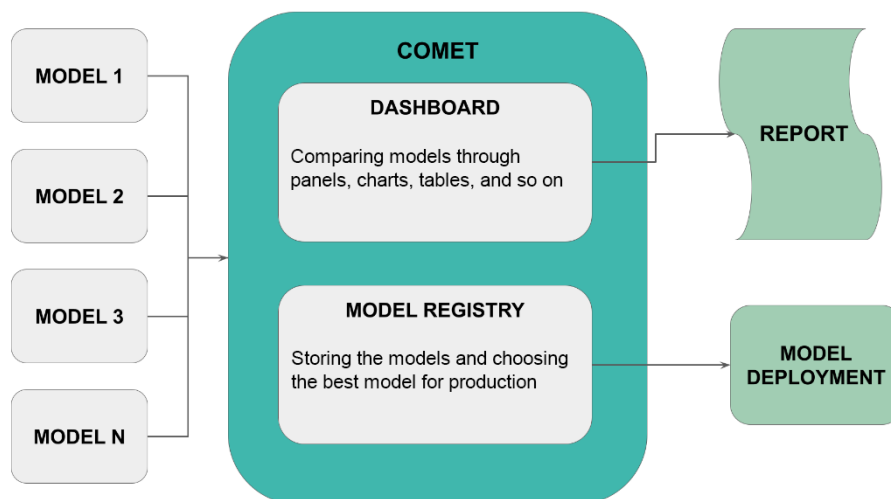 MODEL 1
MODEL 2
MODEL 3
MODEL N
COMET
DASHBOARD
Comparing models through
panels, charts, tables, and so on
MODEL REGISTRY
Storing the models and choosing
the best model for production
REPORT
MODEL
DEPLOYMENT